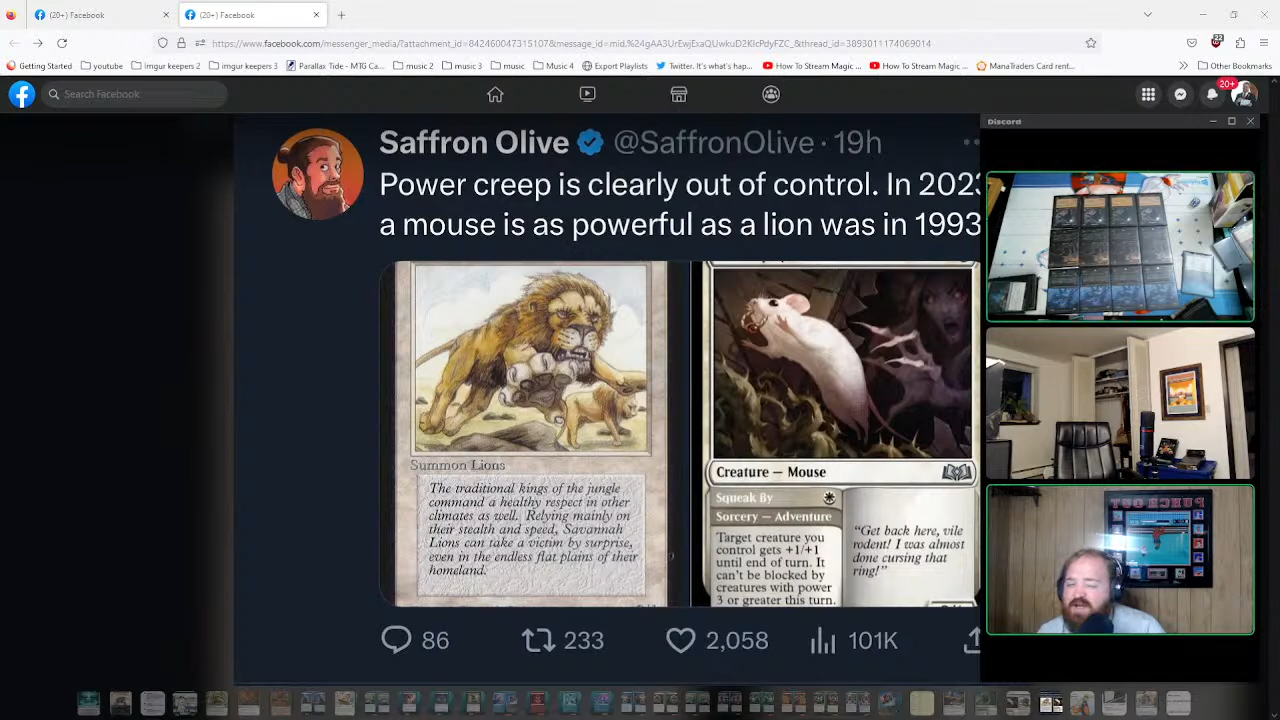 (20+) Facebook
(20+) Facebook
https://www.facebook.com/messenger_media/?attachment_id=842460047315107&message_id=mid.%24gAA3UrEwjExaQUwkuD2KlcPdyFZC_&thread_id=3893011174069014
22
Getting Started
youtube
imgur keepers 2
imgur keepers 3
Parallax Tide - MTG Ca...
music 2
music 3
music
Music 4
Export Playlists
Twitter. It's what's hap...
How To Stream Magic ...
How To Stream Magic ...
ManaTraders Card rent...
Other Bookmarks
Search Facebook
20+
Discord
Saffron Olive @SaffronOlive · 19h
Power creep is clearly out of control. In 2023
a mouse is as powerful as a lion was in 1993
Summon Lions
The traditional kings of the jungle
command a healthy respect in other
climates as well. Relying mainly on
their stealth and speed, Savannah
Lions can take a victim by surprise,
even in the endless flat plains of their
homeland.
Creature — Mouse
Squeak By
Sorcery — Adventure
Target creature you
control gets +1/+1
until end of turn. It
can't be blocked by
creatures with power
3 or greater this turn.
"Get back here, vile
rodent! I was almost
done cursing that
ring!"
86
233
2,058
101K